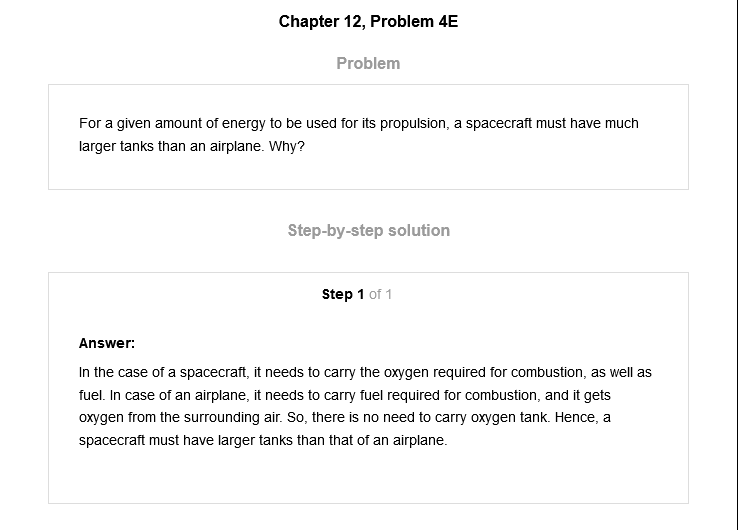 Chapter 12, Problem 4E
Problem
For a given amount of energy to be used for its propulsion, a spacecraft must have much
larger tanks than an airplane. Why?
Step-by-step solution
Step 1 of 1
Answer:
In the case of a spacecraft, it needs to carry the oxygen required for combustion, as well as
fuel. In case of an airplane, it needs to carry fuel required for combustion, and it gets
oxygen from the surrounding air. So, there is no need to carry oxygen tank. Hence, a
spacecraft must have larger tanks than that of an airplane.